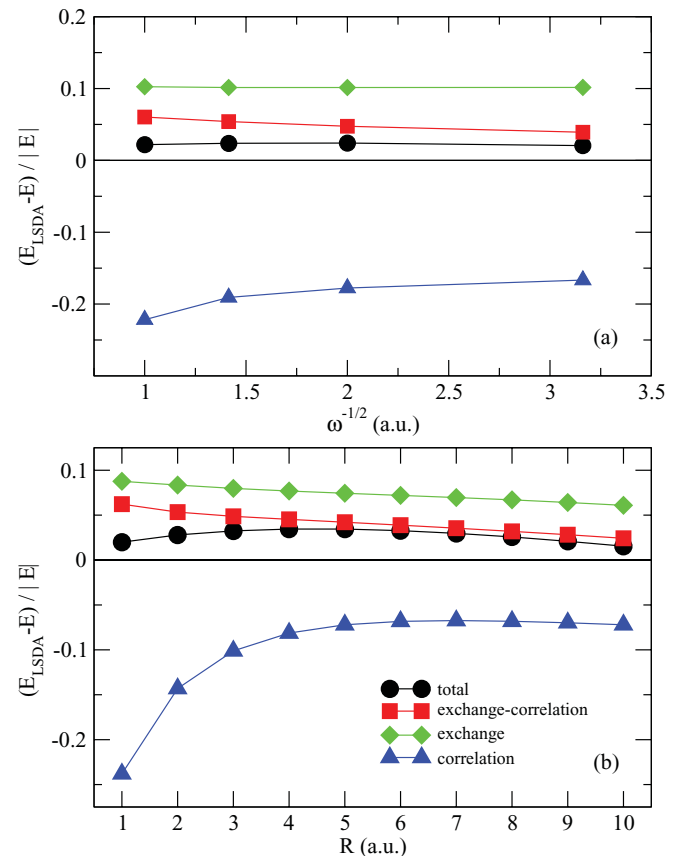 0.1
0
-0.1
-0.2
(E_LSDA-E) / | E|
(a)
1 1.5 2 2.5 3 3.5
ω^-1/2 (a.u.)
0.1
0
-0.1
-0.2
(E_LSDA-E) / | E|
total
exchange-correlation
exchange
correlation
(b)
1 2 3 4 5 6 7 8 9 10
R (a.u.)